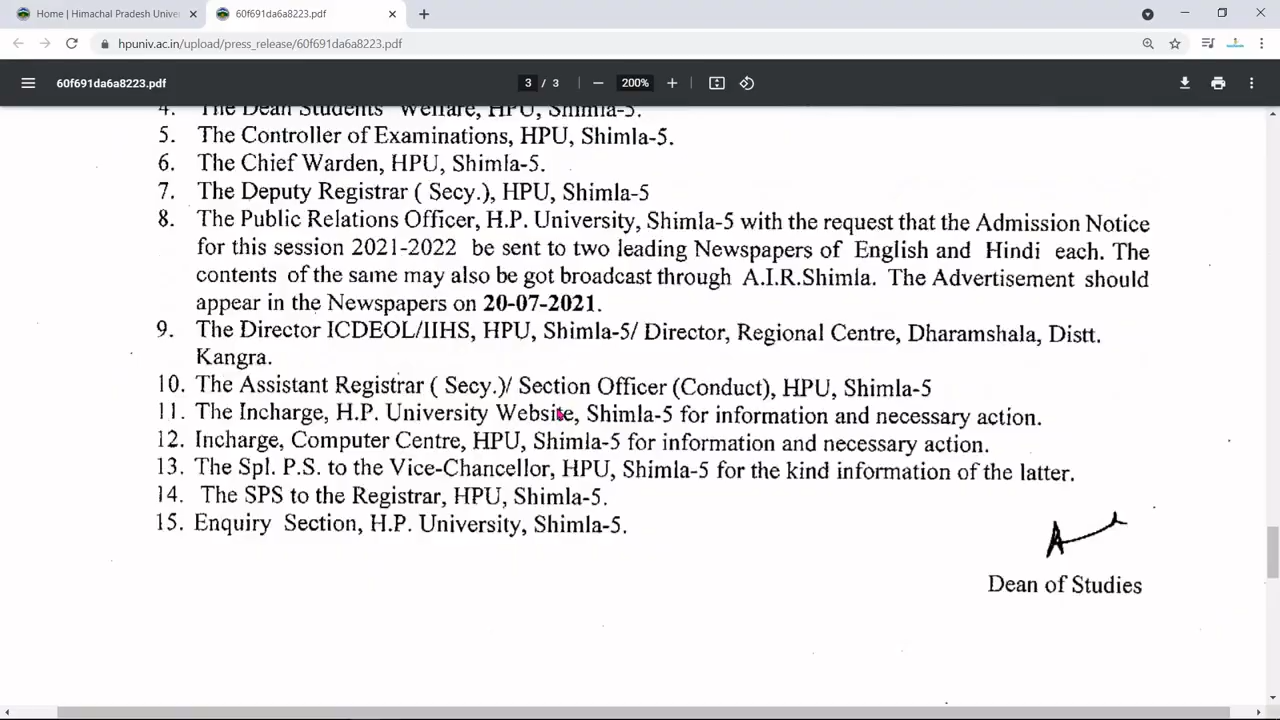 Home | Himachal Pradesh Univer
60f691da6a8223.pdf
hpuniv.ac.in/upload/press_release/60f691da6a8223.pdf
60f691da6a8223.pdf
3 / 3
200%
4. The Dean Students' Welfare, HPU, Shimla-5.
5. The Controller of Examinations, HPU, Shimla-5.
6. The Chief Warden, HPU, Shimla-5.
7. The Deputy Registrar ( Secy.), HPU, Shimla-5
8. The Public Relations Officer, H.P. University, Shimla-5 with the request that the Admission Notice
for this session 2021-2022 be sent to two leading Newspapers of English and Hindi each. The
contents of the same may also be got broadcast through A.I.R.Shimla. The Advertisement should
appear in the Newspapers on 20-07-2021.
9. The Director ICDEOL/IIHS, HPU, Shimla-5/ Director, Regional Centre, Dharamshala, Distt.
Kangra.
10. The Assistant Registrar ( Secy.)/ Section Officer (Conduct), HPU, Shimla-5
11. The Incharge, H.P. University Website, Shimla-5 for information and necessary action.
12. Incharge, Computer Centre, HPU, Shimla-5 for information and necessary action.
13. The Spl. P.S. to the Vice-Chancellor, HPU, Shimla-5 for the kind information of the latter.
14. The SPS to the Registrar, HPU, Shimla-5.
15. Enquiry Section, H.P. University, Shimla-5.
Dean of Studies